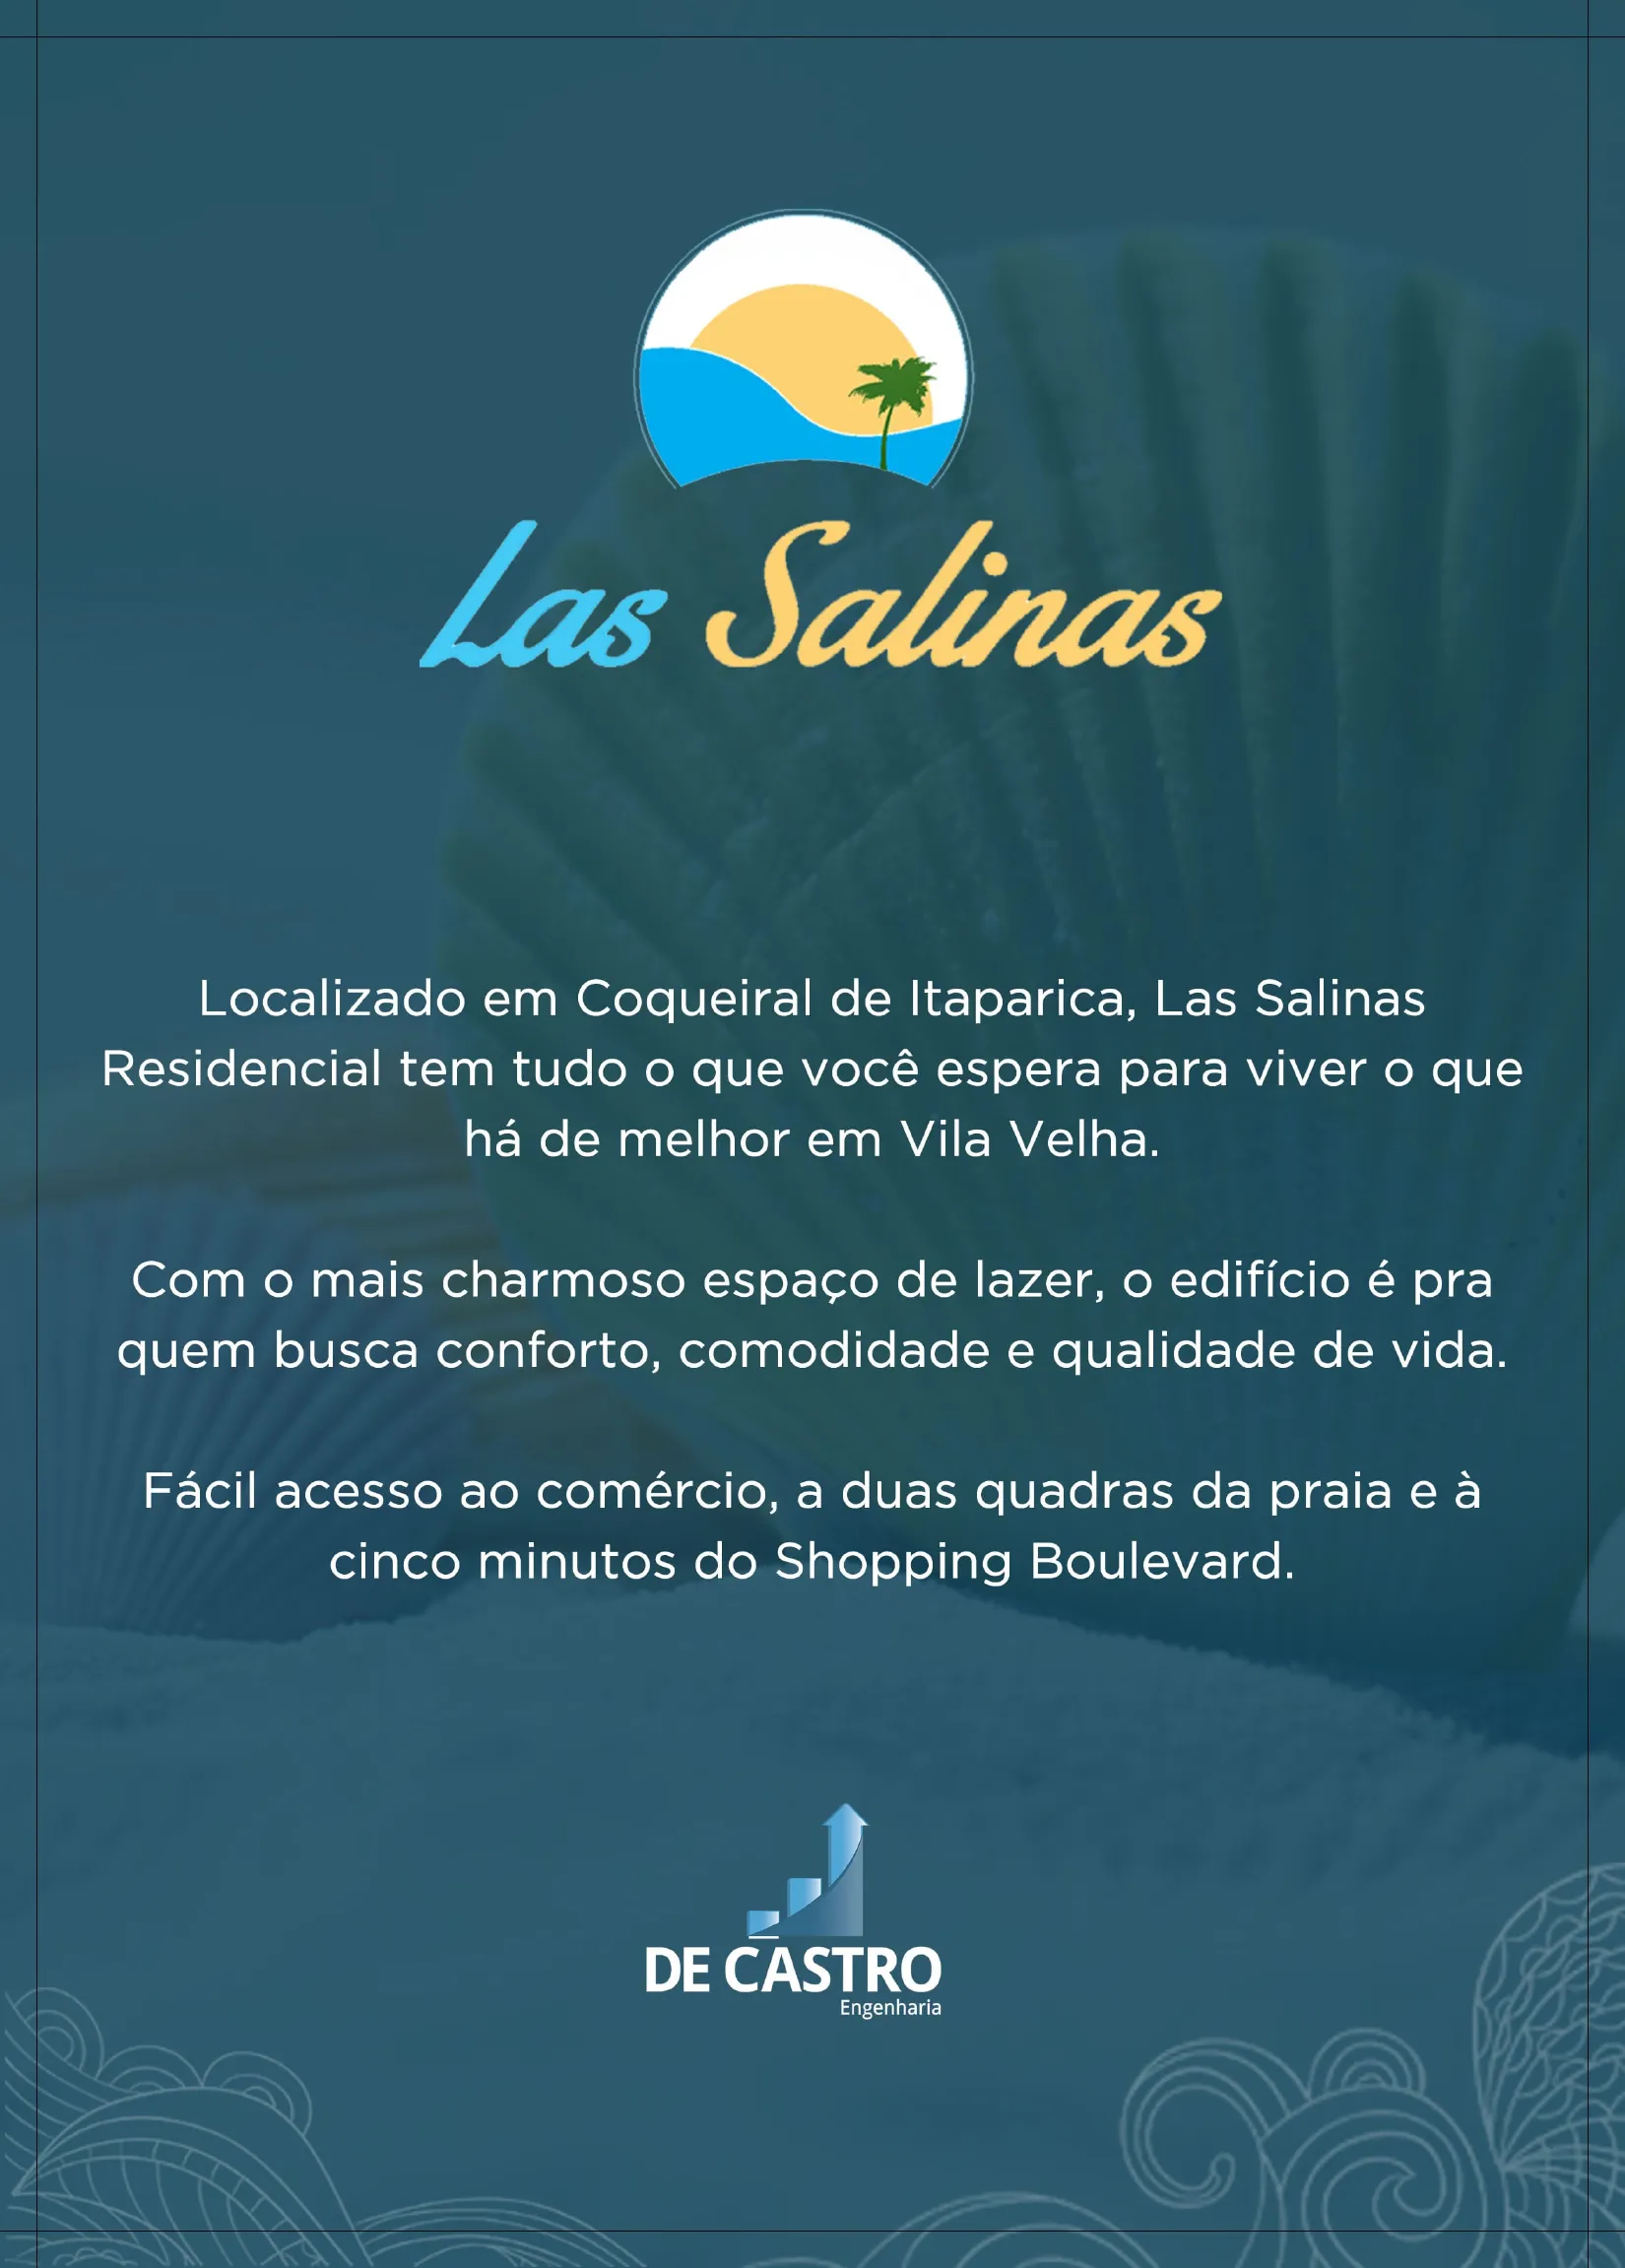 Las Salinas
Localizado em Coqueiral de Itaparica, Las Salinas
Residencial tem tudo o que você espera para viver o que
há de melhor em Vila Velha.
Com o mais charmoso espaço de lazer, o edifício é pra
quem busca conforto, comodidade e qualidade de vida.
Fácil acesso ao comércio, a duas quadras da praia e à
cinco minutos do Shopping Boulevard.
DE CASTRO
Engenharia